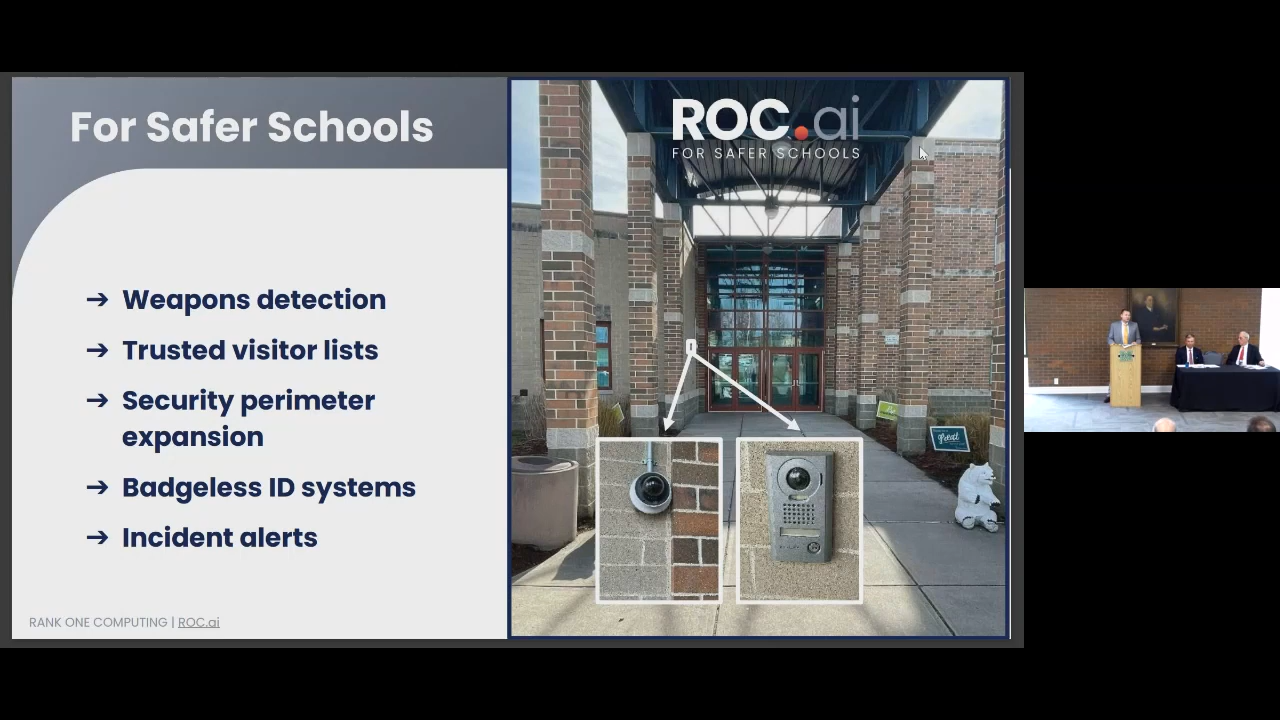 For Safer Schools
➔ Weapons detection
➔ Trusted visitor lists
➔ Security perimeter
expansion
➔ Badgeless ID systems
➔ Incident alerts
RANK ONE COMPUTING | ROC.ai
ROC.ai
FOR SAFER SCHOOLS
great